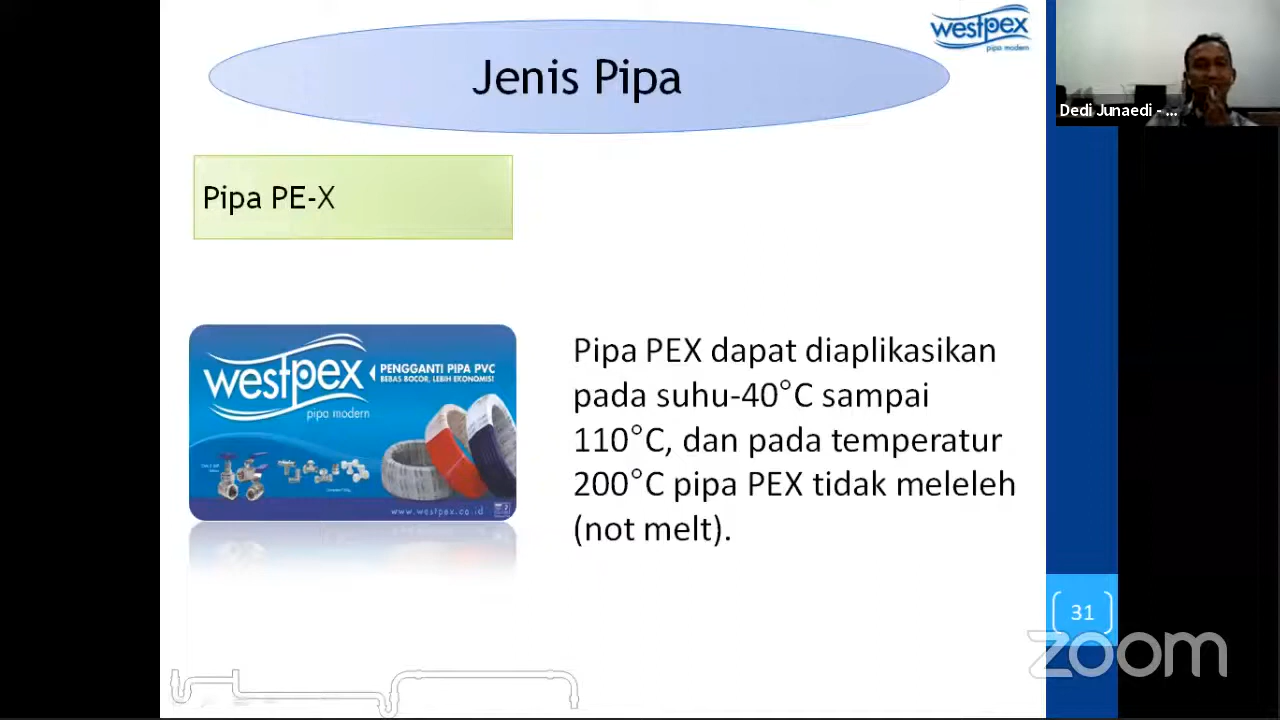 Jenis Pipa
westpex
pipa modern
Dedi Junaedi - ...
Pipa PE-X
westpex
pipa modern
PENGGANTI PIPA PVC
BEBAS BOCOR, LEBIH EKONOMIS!
www.westpex.co.id
Pipa PEX dapat diaplikasikan
pada suhu-40°C sampai
110°C, dan pada temperatur
200°C pipa PEX tidak meleleh
(not melt).
31
zoom